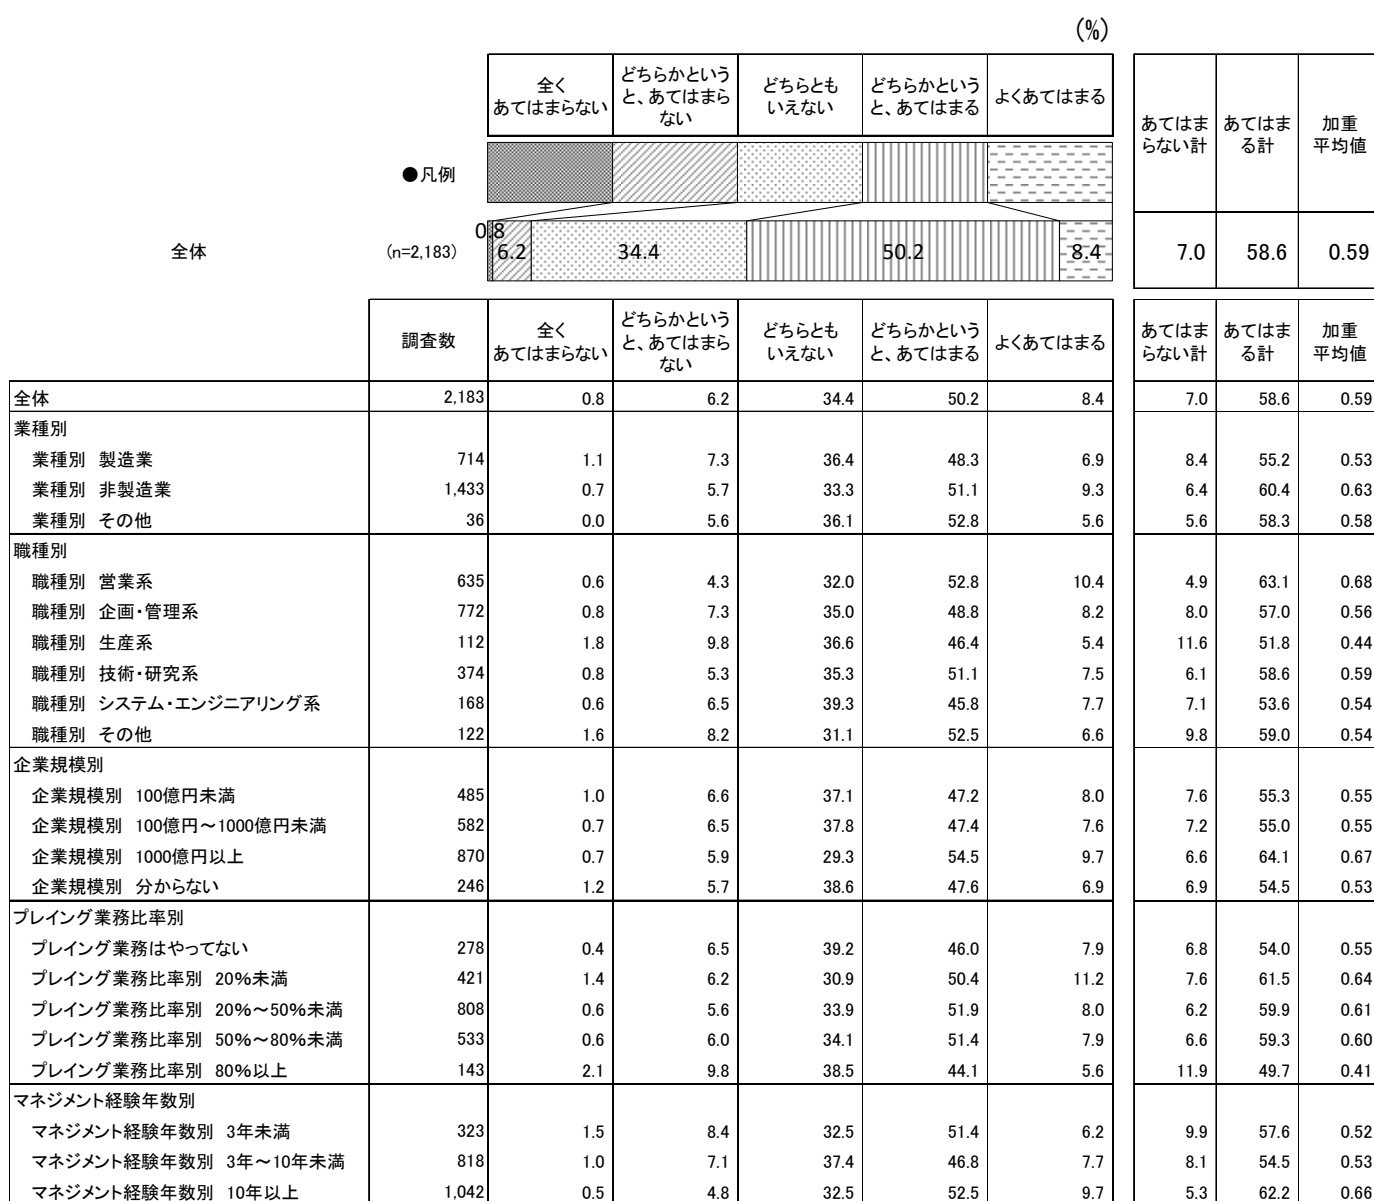 (%)
全く
あてはまらない
どちらかという
と、あてはまら
ない
どちらとも
いえない
どちらかという
と、あてはまる
よくあてはまる
あてはま
らない計
あてはま
る計
加重
平均値
●凡例
全体 (n=2,183) 0.8 6.2 34.4 50.2 8.4 7.0 58.6 0.59
調査数
全く
あてはまらない
どちらかという
と、あてはまら
ない
どちらとも
いえない
どちらかという
と、あてはまる
よくあてはまる
あてはま
らない計
あてはま
る計
加重
平均値
全体 2,183 0.8 6.2 34.4 50.2 8.4 7.0 58.6 0.59
業種別
業種別 製造業 714 1.1 7.3 36.4 48.3 6.9 8.4 55.2 0.53
業種別 非製造業 1,433 0.7 5.7 33.3 51.1 9.3 6.4 60.4 0.63
業種別 その他 36 0.0 5.6 36.1 52.8 5.6 5.6 58.3 0.58
職種別
職種別 営業系 635 0.6 4.3 32.0 52.8 10.4 4.9 63.1 0.68
職種別 企画・管理系 772 0.8 7.3 35.0 48.8 8.2 8.0 57.0 0.56
職種別 生産系 112 1.8 9.8 36.6 46.4 5.4 11.6 51.8 0.44
職種別 技術・研究系 374 0.8 5.3 35.3 51.1 7.5 6.1 58.6 0.59
職種別 システム・エンジニアリング系 168 0.6 6.5 39.3 45.8 7.7 7.1 53.6 0.54
職種別 その他 122 1.6 8.2 31.1 52.5 6.6 9.8 59.0 0.54
企業規模別
企業規模別 100億円未満 485 1.0 6.6 37.1 47.2 8.0 7.6 55.3 0.55
企業規模別 100億円～1000億円未満 582 0.7 6.5 37.8 47.4 7.6 7.2 55.0 0.55
企業規模別 1000億円以上 870 0.7 5.9 29.3 54.5 9.7 6.6 64.1 0.67
企業規模別 分からない 246 1.2 5.7 38.6 47.6 6.9 6.9 54.5 0.53
プレイング業務比率別
プレイング業務はやってない 278 0.4 6.5 39.2 46.0 7.9 6.8 54.0 0.55
プレイング業務比率別 20%未満 421 1.4 6.2 30.9 50.4 11.2 7.6 61.5 0.64
プレイング業務比率別 20%～50%未満 808 0.6 5.6 33.9 51.9 8.0 6.2 59.9 0.61
プレイング業務比率別 50%～80%未満 533 0.6 6.0 34.1 51.4 7.9 6.6 59.3 0.60
プレイング業務比率別 80%以上 143 2.1 9.8 38.5 44.1 5.6 11.9 49.7 0.41
マネジメント経験年数別
マネジメント経験年数別 3年未満 323 1.5 8.4 32.5 51.4 6.2 9.9 57.6 0.52
マネジメント経験年数別 3年～10年未満 818 1.0 7.1 37.4 46.8 7.7 8.1 54.5 0.53
マネジメント経験年数別 10年以上 1,042 0.5 4.8 32.5 52.5 9.7 5.3 62.2 0.66